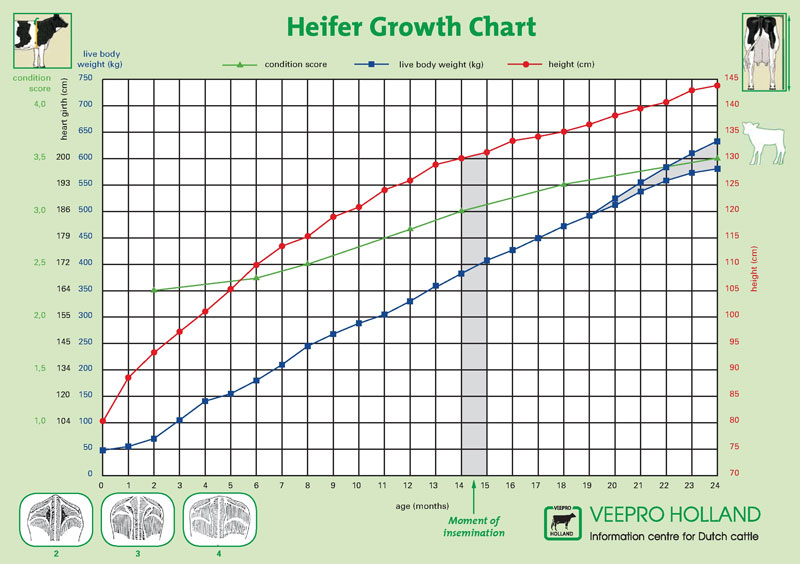 Heifer Growth Chart
live body
weight (kg)
condition
score
heart girth (cm)
condition score
live body weight (kg)
height (cm)
750
145
4,0
700
140
650
135
3,5
200
600
130
193
550
125
3,0
186
500
120
179
450
115
2,5
172
400
110
164
350
105
2,0
155
300
100
145
250
95
1,5
134
200
90
120
150
85
1,0
104
100
80
50
75
0
70
height (cm)
0 1 2 3 4 5 6 7 8 9 10 11 12 13 14 15 16 17 18 19 20 21 22 23 24
age (months)
Moment of
insemination
2
3
4
VEEPRO
HOLLAND
VEEPRO HOLLAND
Information centre for Dutch cattle